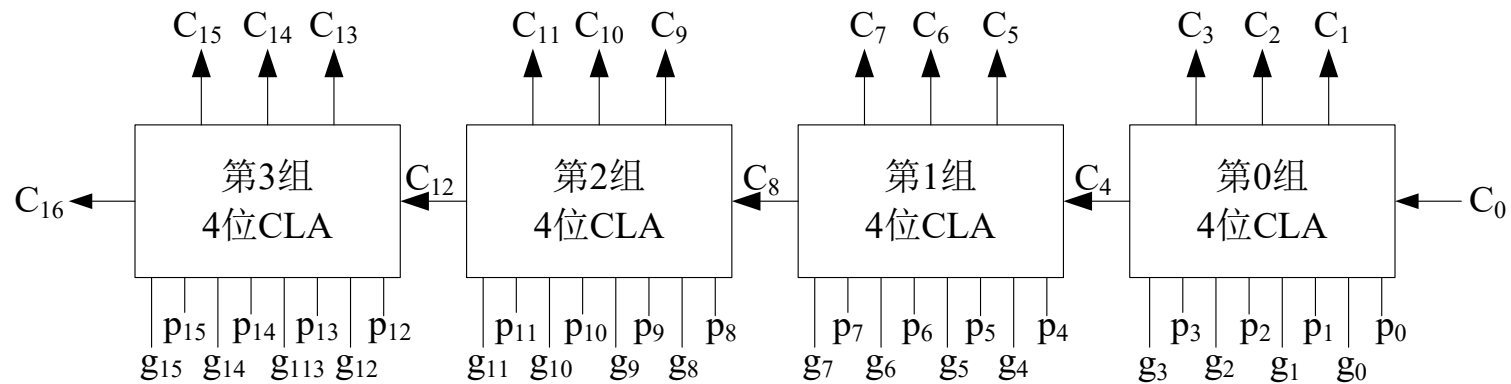 C₁₅ C₁₄ C₁₃ C₁₁ C₁₀ C₉ C₇ C₆ C₅ C₃ C₂ C₁
第3组 第2组 第1组 第0组
C₁₆ C₁₂ C₈ C₄ C₀
4位CLA 4位CLA 4位CLA 4位CLA
p₁₅ p₁₄ p₁₃ p₁₂ p₁₁ p₁₀ p₉ p₈ p₇ p₆ p₅ p₄ p₃ p₂ p₁ p₀
g₁₅ g₁₄ g₁₁₃ g₁₂ g₁₁ g₁₀ g₉ g₈ g₇ g₆ g₅ g₄ g₃ g₂ g₁ g₀